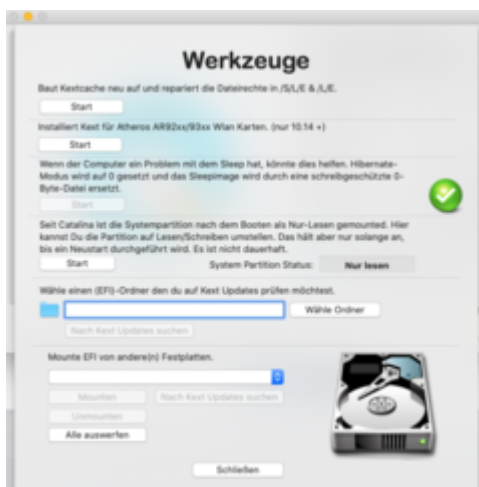 Werkzeuge
Baut Kextcache neu auf und repariert die Dateirechte in /S/L/E & /L/E.
Start
Installiert Kext für Atheros AR92xx/93xx Wlan Karten. (nur 10.14 +)
Start
Wenn der Computer ein Problem mit dem Sleep hat, könnte dies helfen. Hibernate-
Modus wird auf 0 gesetzt und das Sleepimage wird durch eine schreibgeschützte 0-
Byte-Datei ersetzt.
Start
Seit Catalina ist die Systempartition nach dem Booten als Nur-Lesen gemounted. Hier
kannst Du die Partition auf Lesen/Schreiben umstellen. Das hält aber nur solange an,
bis ein Neustart durchgeführt wird. Es ist nicht dauerhaft.
Start System Partition Status: Nur lesen
Wähle einen (EFI)-Ordner den du auf Kext Updates prüfen möchtest.
Wähle Ordner
Nach Kext Updates suchen
Mounte EFI von andere(n) Festplatten.
Mounten Nach Kext Updates suchen
Unmounten
Alle auswerfen
Schließen